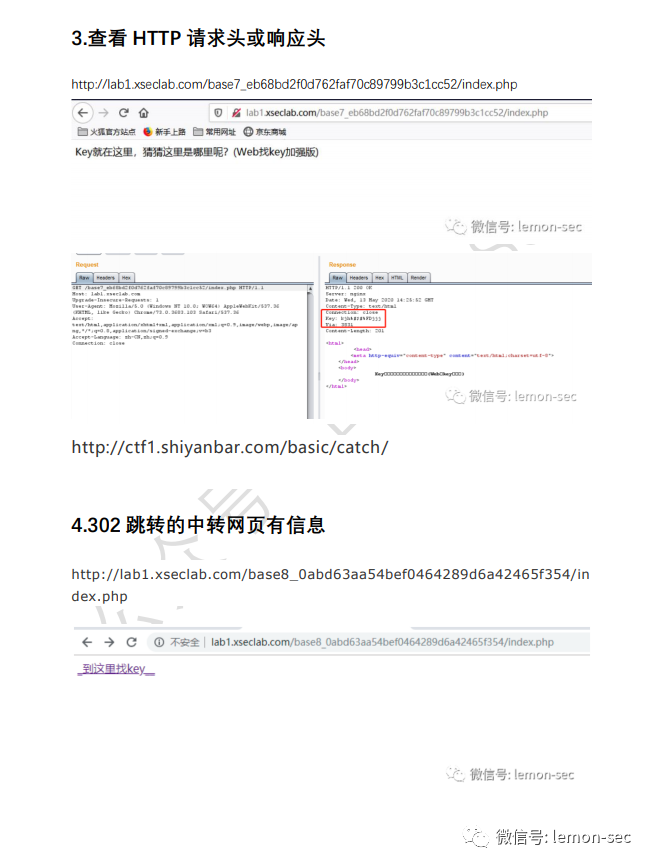 3.查看 HTTP 请求头或响应头
http://lab1.xseclab.com/base7_eb68bd2f0d762faf70c89799b3c1cc52/index.php
lab1.xseclab.com/base7_eb68bd2f0d762faf70c89799b3c1cc52/index.php
火狐官方站点 新手上路 常用网址 京东商城
Key就在这里，猜猜这里是哪里呢？(Web找key加强版)
微信号: lemon-sec
Request
Raw Headers Hex
GET /base7_eb68bd2f0d762faf70c89799b3c1cc52/index.php HTTP/1.1
Host: lab1.xseclab.com
Upgrade-Insecure-Requests: 1
User-Agent: Mozilla/5.0 (Windows NT 10.0; WOW64) AppleWebKit/537.36
(KHTML, like Gecko) Chrome/73.0.3683.103 Safari/537.36
Accept:
text/html,application/xhtml+xml,application/xml;q=0.9,image/webp,image/ap
ng,*/*;q=0.8,application/signed-exchange;v=b3
Accept-Language: zh-CN,zh;q=0.9
Connection: close
Response
Raw Headers Hex HTML Render
HTTP/1.1 200 OK
Server: nginx
Date: Wed, 13 May 2020 14:23:52 GMT
Content-Type: text/html
Connection: close
Key:
Via:
Content-Length:
<html>
<head>
<meta http-equiv="content-type" content="text/html;charset=utf-8">
</head>
<body>
</body>
</html>
微信号: lemon-sec
http://ctf1.shiyanbar.com/basic/catch/
4.302 跳转的中转网页有信息
http://lab1.xseclab.com/base8_0abd63aa54bef0464289d6a42465f354/in
dex.php
不安全 | lab1.xseclab.com/base8_0abd63aa54bef0464289d6a42465f354/index.php
_到这里找key__
微信号: lemon-sec
微信号: lemon-sec